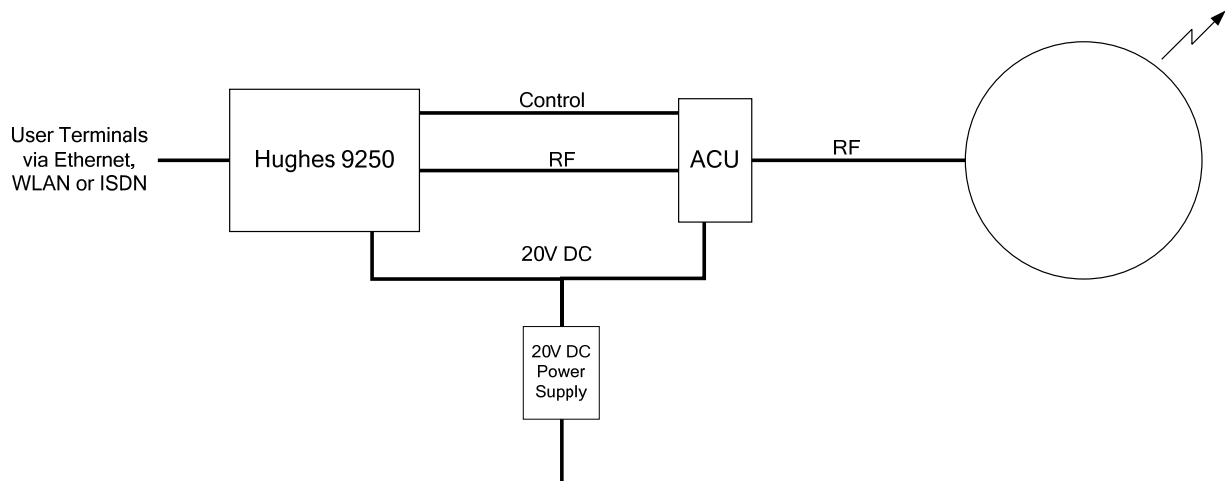 User Terminals
via Ethernet,
WLAN or ISDN
Hughes 9250
Control
RF
ACU
RF
20V DC
20V DC
Power
Supply